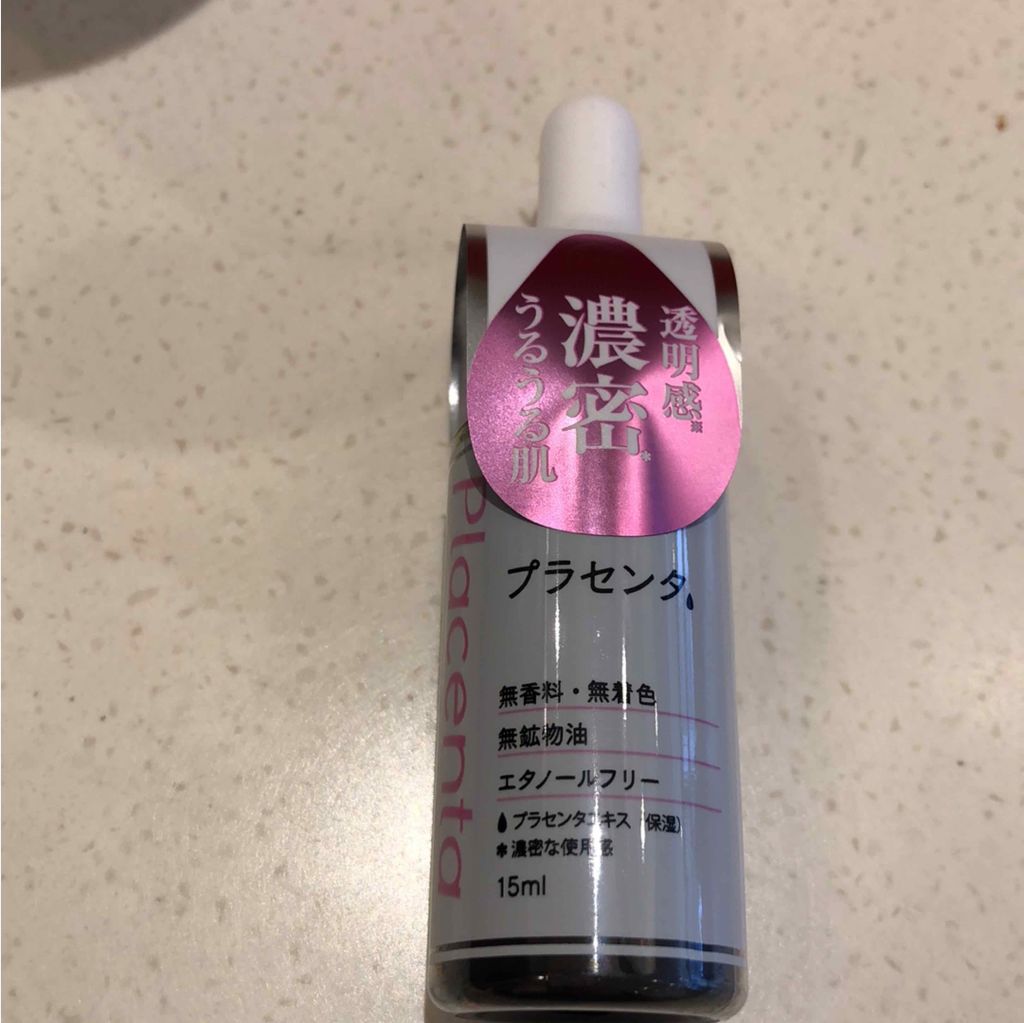 透明感※
濃密*
うるうる肌
Placenta
プラセンタ
無香料・無着色
無鉱物油
エタノールフリー
プラセンタエキス（保湿）
*濃密な使用感
15ml